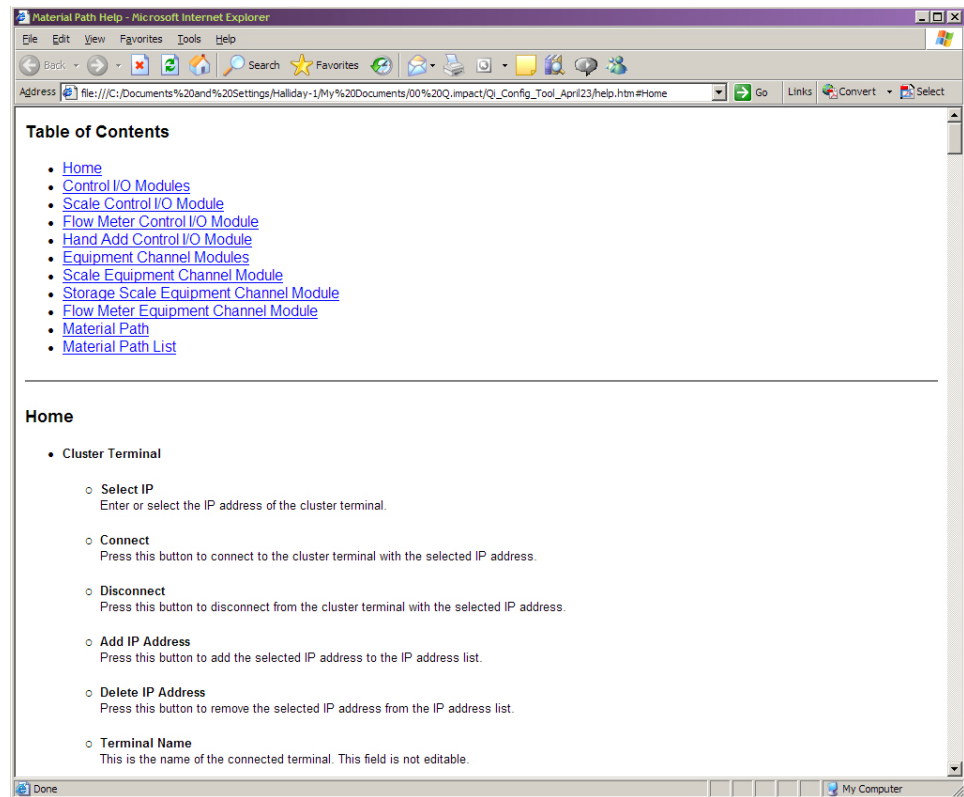 Material Path Help - Microsoft Internet Explorer
File Edit View Favorites Tools Help
Back Search Favorites
Address file:///C:/Documents%20and%20Settings/Halliday-1/My%20Documents/00%20Q.impact/Qi_Config_Tool_April23/help.htm#Home Go Links Convert Select
Table of Contents
• Home
• Control I/O Modules
• Scale Control I/O Module
• Flow Meter Control I/O Module
• Hand Add Control I/O Module
• Equipment Channel Modules
• Scale Equipment Channel Module
• Storage Scale Equipment Channel Module
• Flow Meter Equipment Channel Module
• Material Path
• Material Path List
Home
• Cluster Terminal
○ Select IP
Enter or select the IP address of the cluster terminal.
○ Connect
Press this button to connect to the cluster terminal with the selected IP address.
○ Disconnect
Press this button to disconnect from the cluster terminal with the selected IP address.
○ Add IP Address
Press this button to add the selected IP address to the IP address list.
○ Delete IP Address
Press this button to remove the selected IP address from the IP address list.
○ Terminal Name
This is the name of the connected terminal. This field is not editable.
Done My Computer